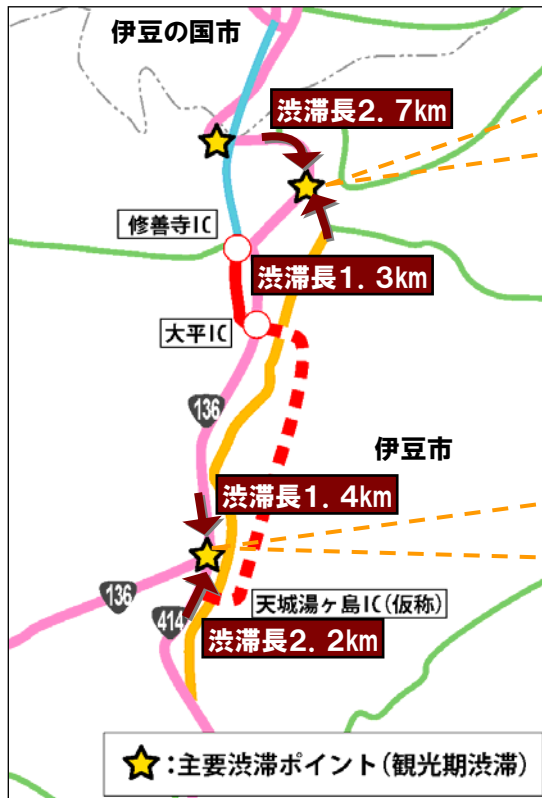 伊豆の国市
渋滞長2.7km
修善寺IC
渋滞長1.3km
大平IC
136
伊豆市
渋滞長1.4km
136
天城湯ヶ島IC(仮称)
414
渋滞長2.2km
:主要渋滞ポイント(観光期渋滞)